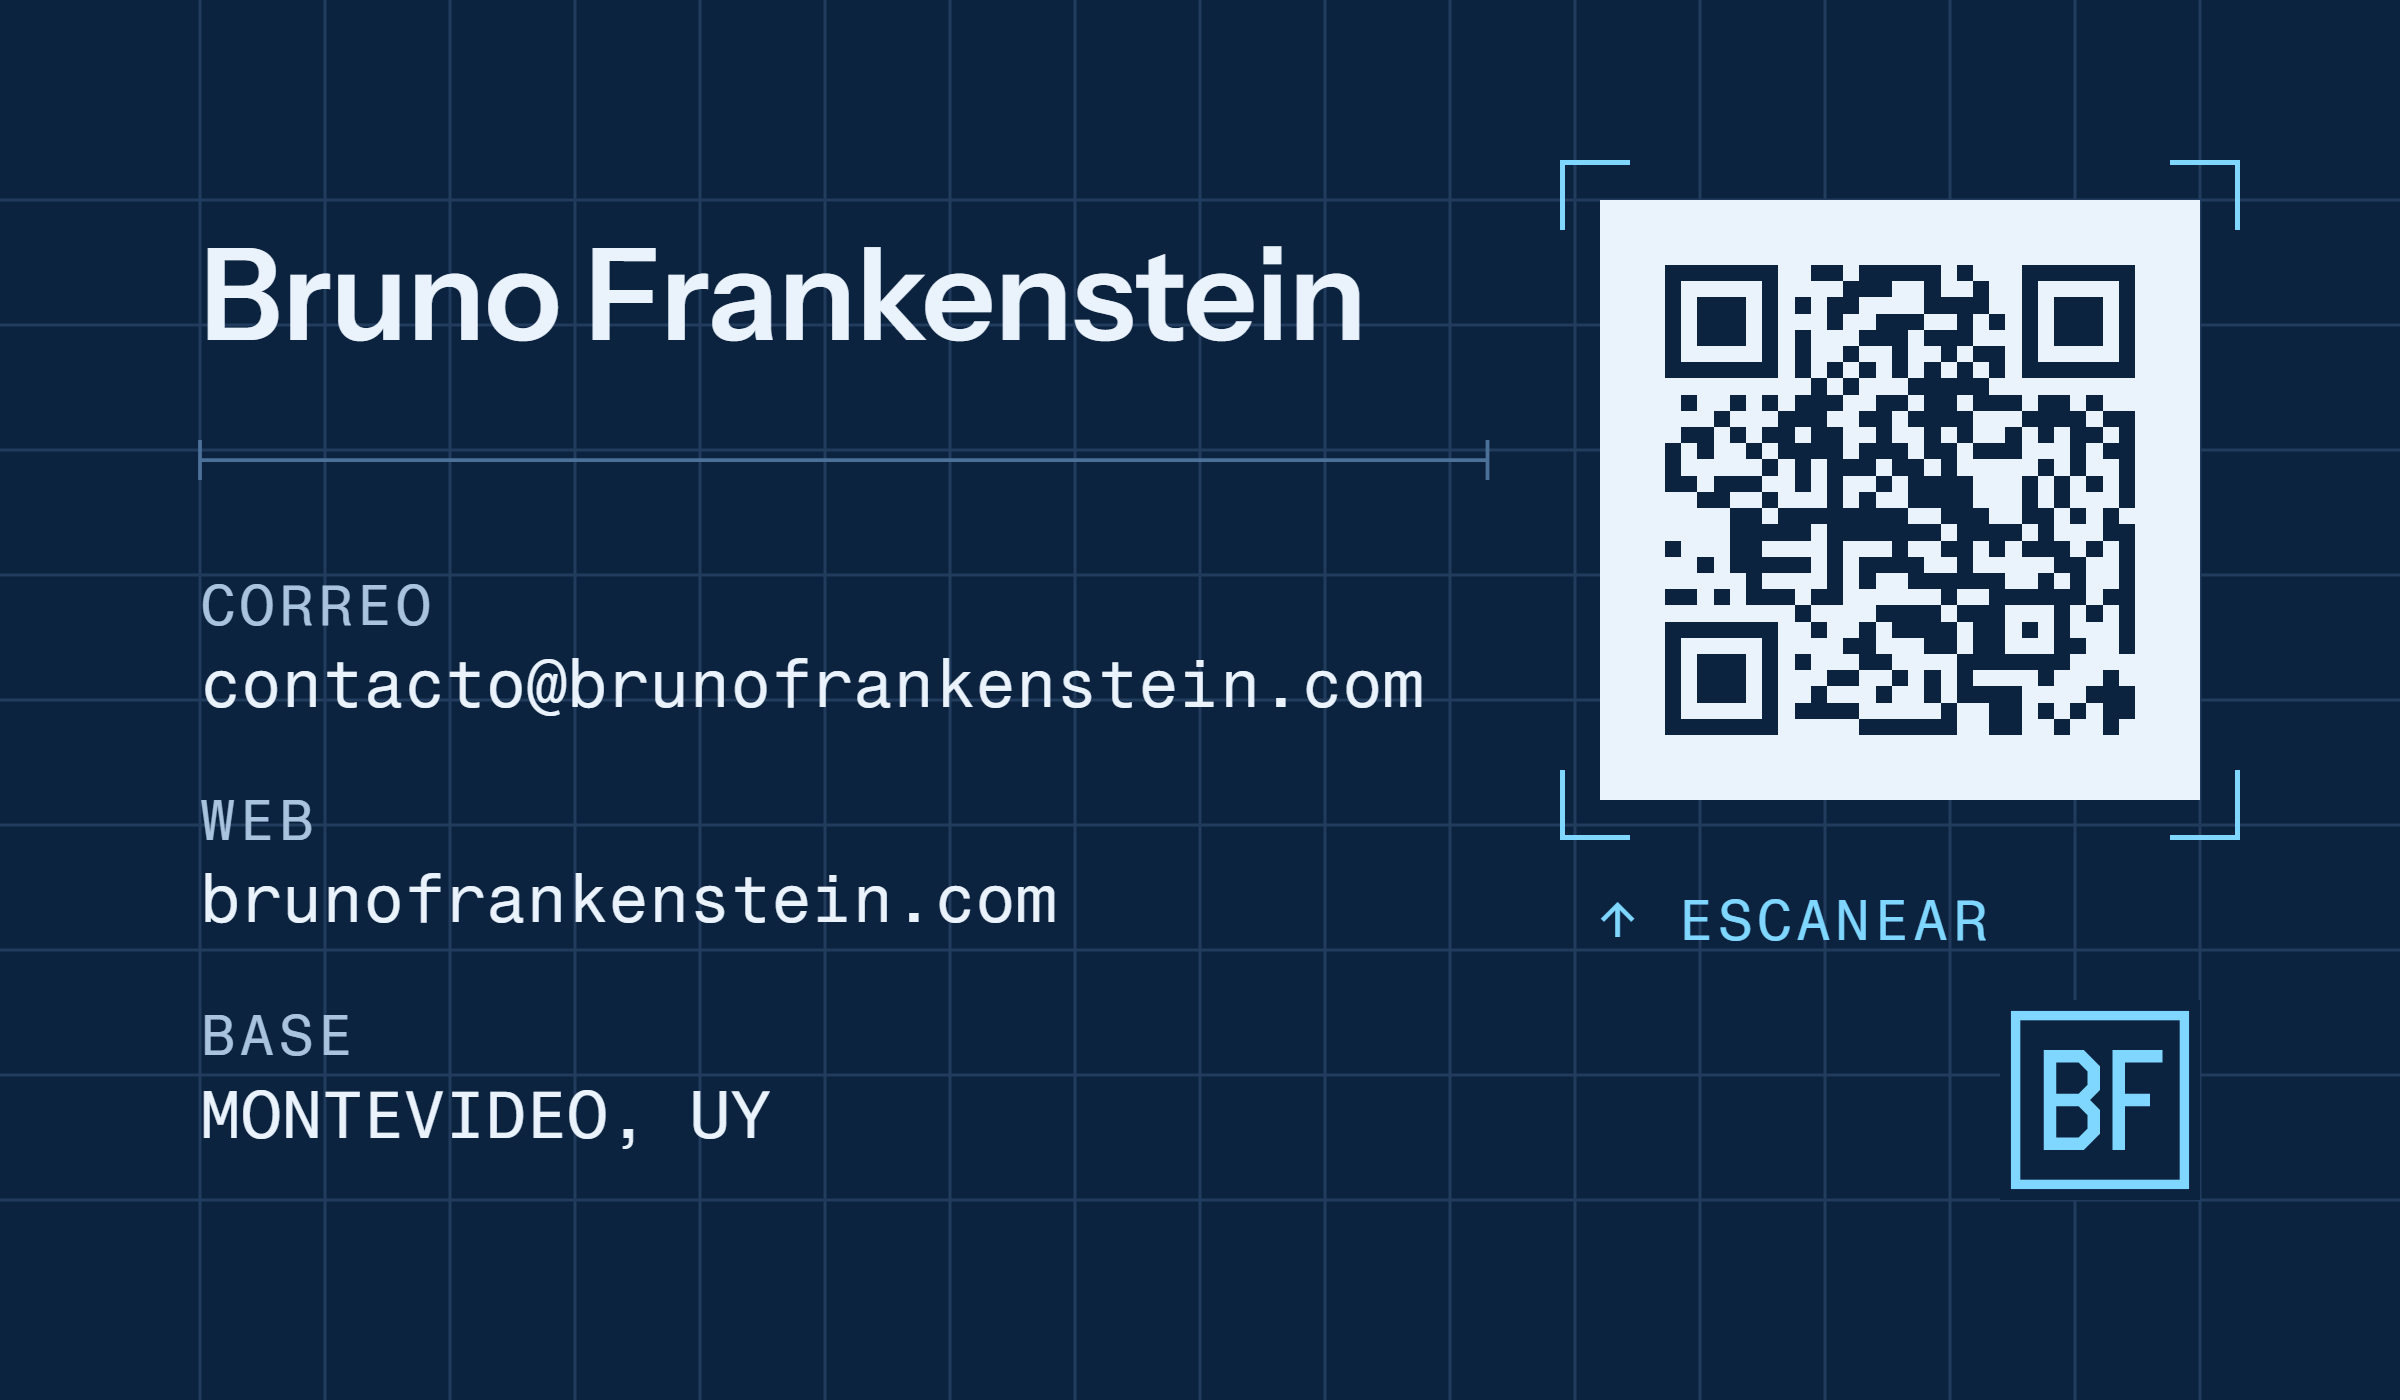 Bruno Frankenstein
CORREO
contacto@brunofrankenstein.com
WEB
brunofrankenstein.com
BASE
MONTEVIDEO, UY
↑ ESCANEAR
BF